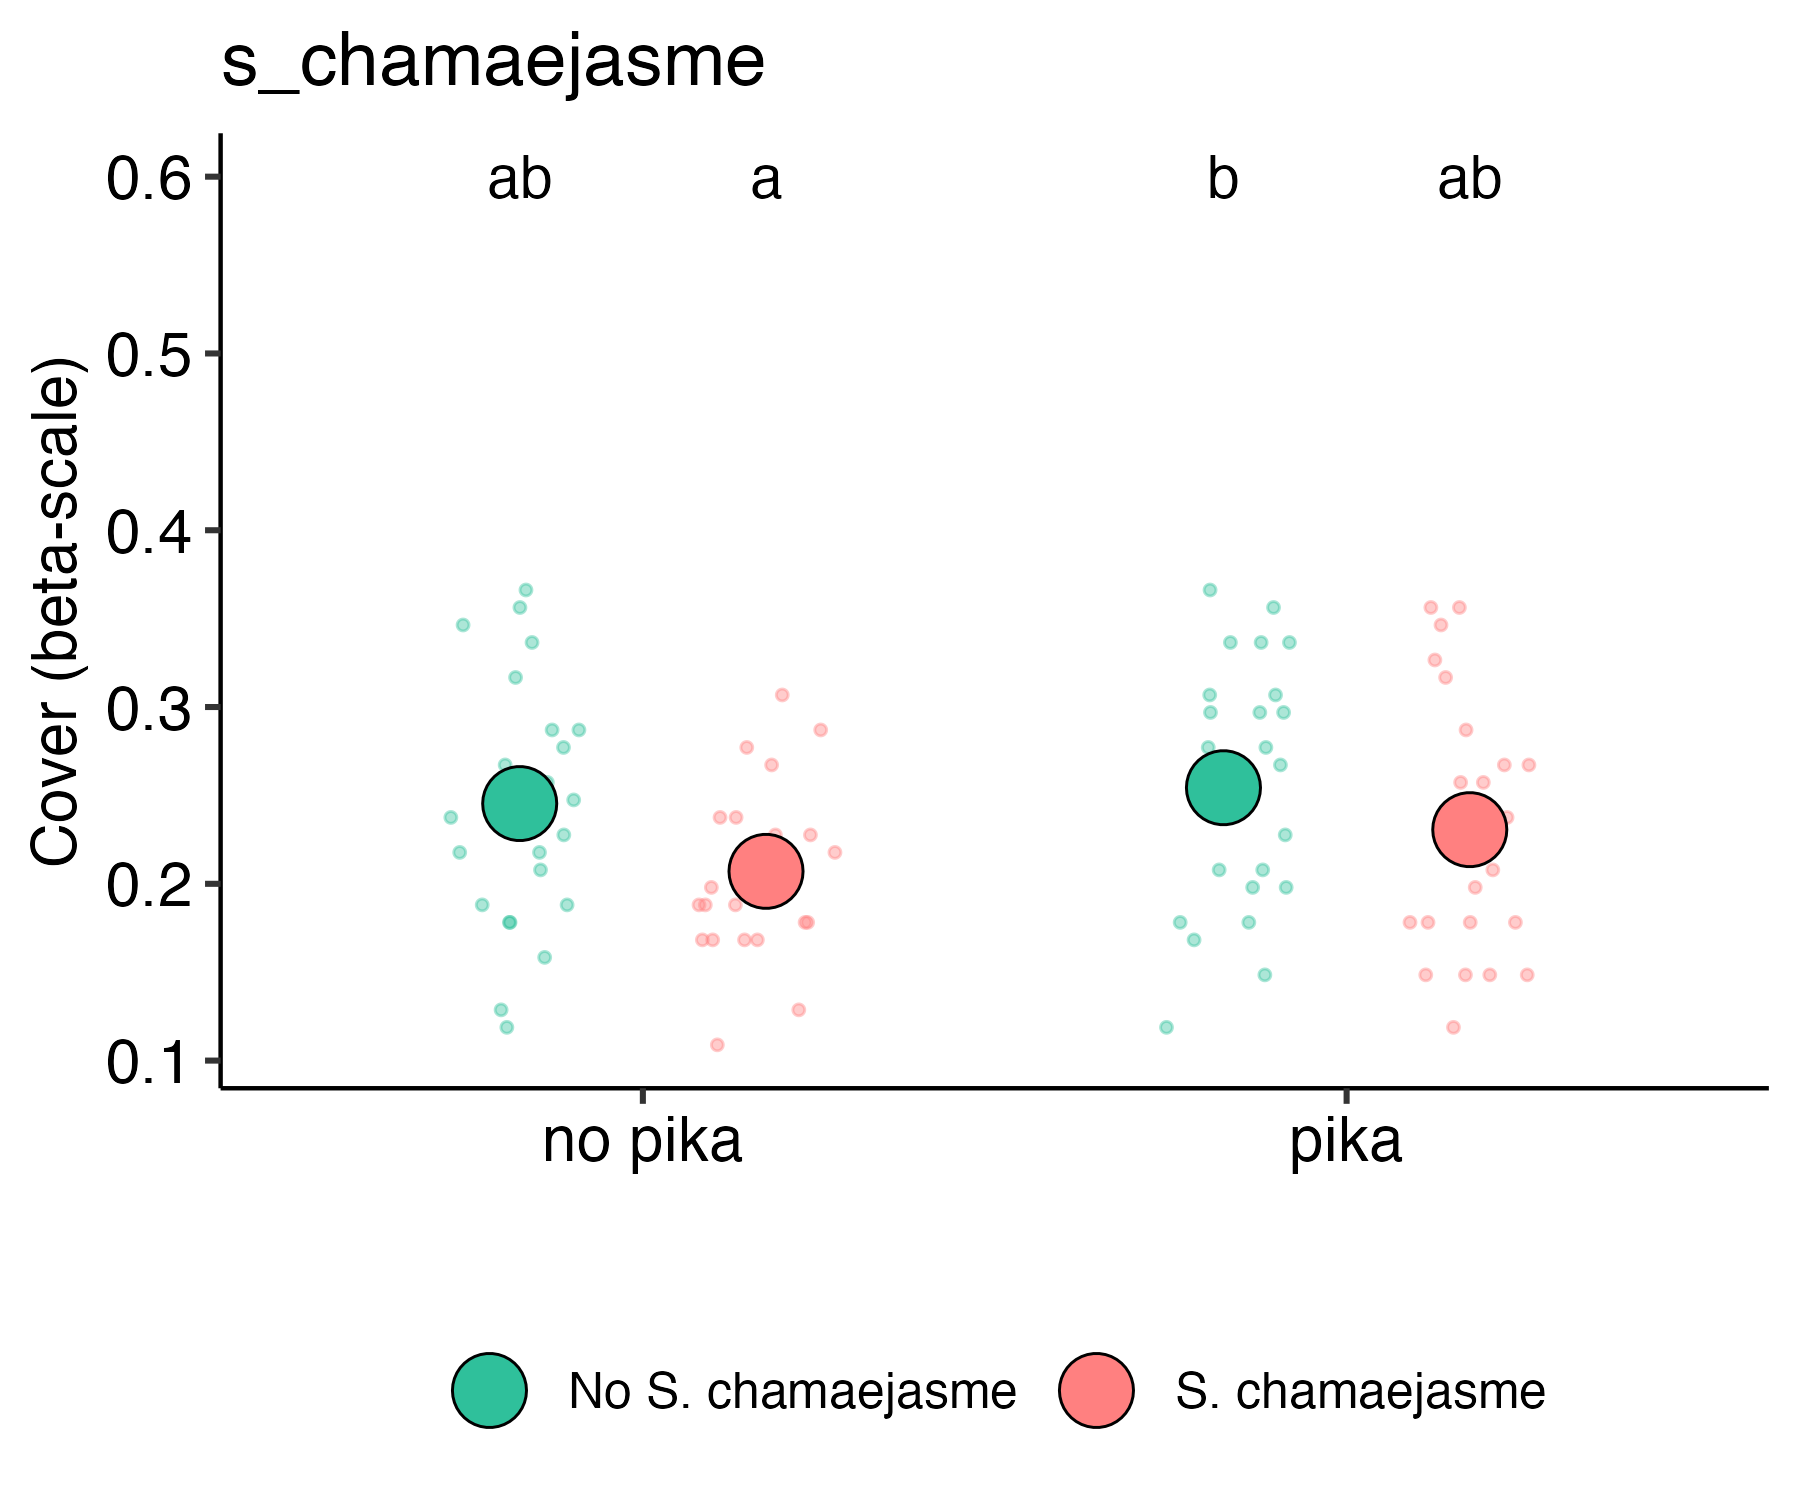 s_chamaejasme
ab a b ab
0.6
0.5
0.4
0.3
0.2
0.1
Cover (beta-scale)
no pika pika
No S. chamaejasme S. chamaejasme